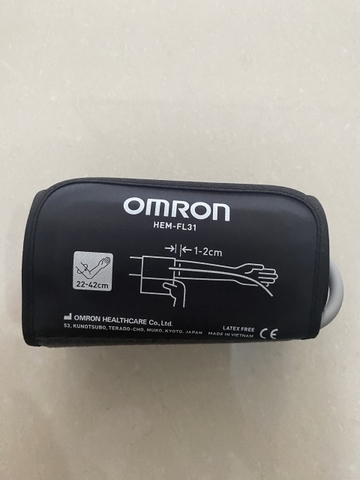 OMRON
HEM-FL31
1-2cm
22-42cm
OMRON HEALTHCARE Co., Ltd.
53, KUNOTSUBO, TERADO-CHO, MUKO, KYOTO, JAPAN
LATEX FREE
MADE IN VIETNAM
CE